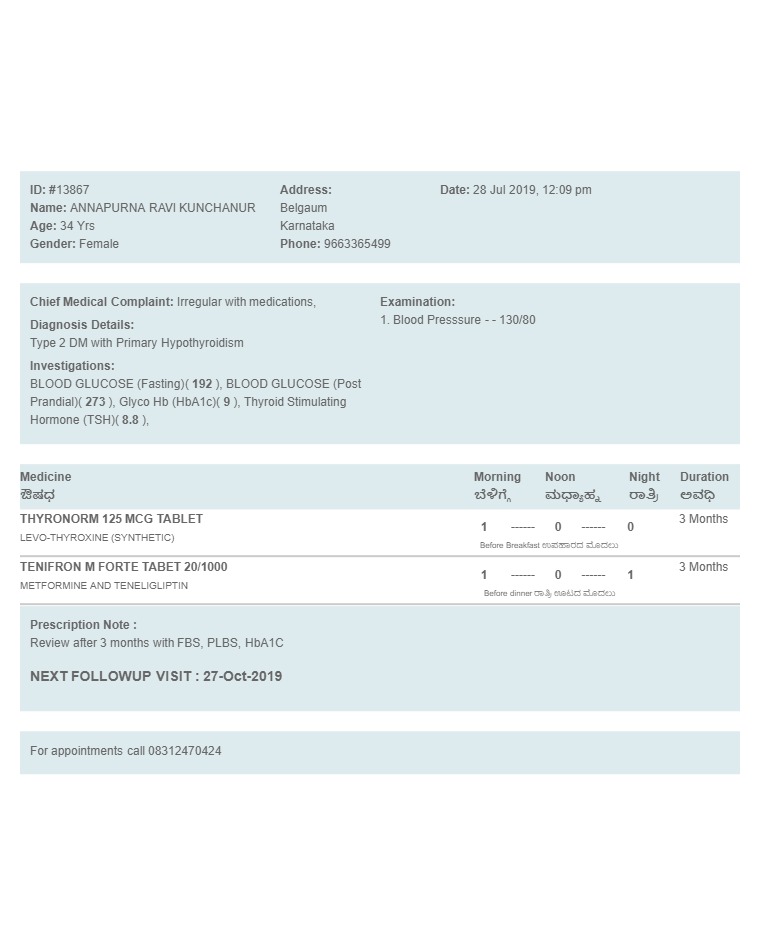 ID: #13867
Name: ANNAPURNA RAVI KUNCHANUR
Age: 34 Yrs
Gender: Female
Address:
Belgaum
Karnataka
Phone: 9663365499
Date: 28 Jul 2019, 12:09 pm
Chief Medical Complaint: Irregular with medications,
Diagnosis Details:
Type 2 DM with Primary Hypothyroidism
Investigations:
BLOOD GLUCOSE (Fasting)( 192 ), BLOOD GLUCOSE (Post
Prandial)( 273 ), Glyco Hb (HbA1c)( 9 ), Thyroid Stimulating
Hormone (TSH)( 8.8 ),
Examination:
1. Blood Presssure - - 130/80
Medicine Morning Noon Night Duration
ಔಷಧ ಬೆಳಿಗ್ಗೆ ಮಧ್ಯಾಹ್ನ ರಾತ್ರಿ ಅವಧಿ
THYRONORM 125 MCG TABLET 1 ------ 0 ------ 0 3 Months
LEVO-THYROXINE (SYNTHETIC)
Before Breakfast ಉಪಹಾರದ ಮೊದಲು
TENIFRON M FORTE TABET 20/1000 1 ------ 0 ------ 1 3 Months
METFORMINE AND TENELIGLIPTIN
Before dinner ರಾತ್ರಿ ಊಟದ ಮೊದಲು
Prescription Note :
Review after 3 months with FBS, PLBS, HbA1C
NEXT FOLLOWUP VISIT : 27-Oct-2019
For appointments call 08312470424